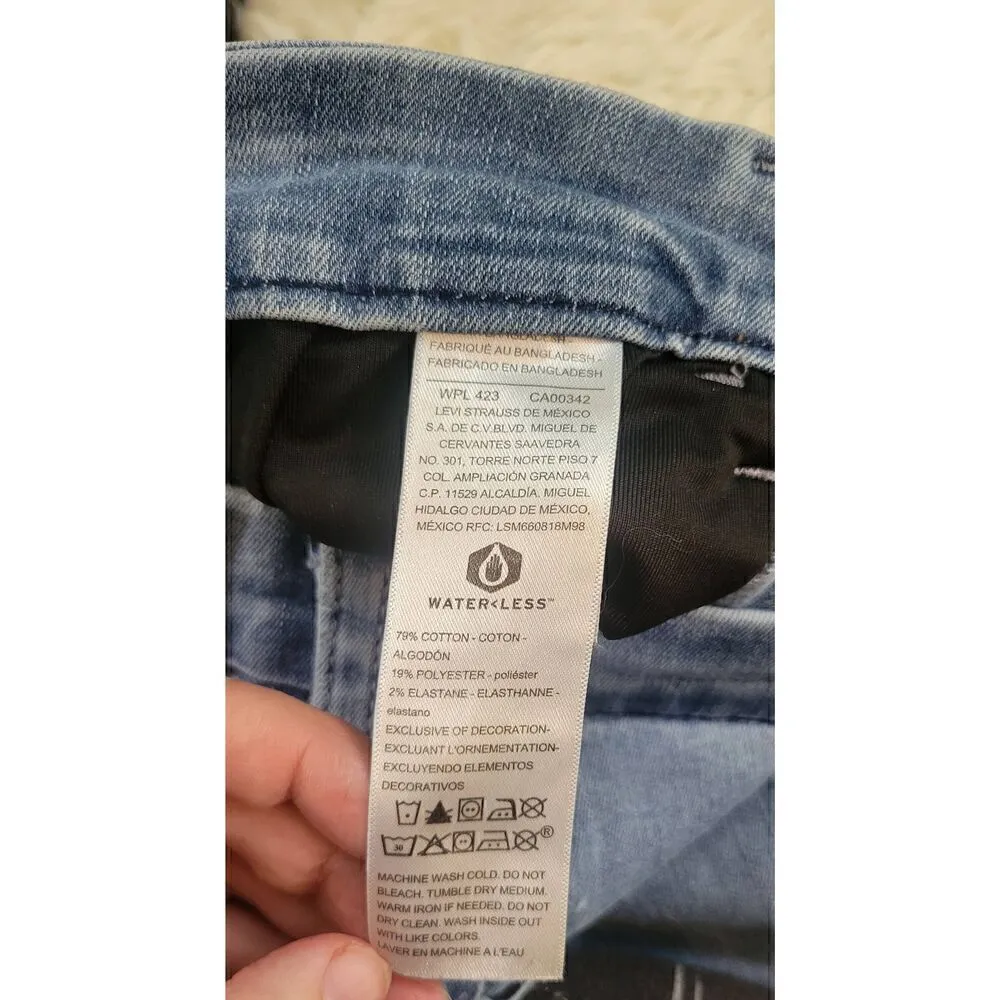 FABRIQUÉ AU BANGLADESH -
FABRICADO EN BANGLADESH
WPL 423 CA00342
LEVI STRAUSS DE MÉXICO
S.A. DE C.V.BLVD. MIGUEL DE
CERVANTES SAAVEDRA
NO. 301, TORRE NORTE PISO 7
COL. AMPLIACIÓN GRANADA
C.P. 11529 ALCALDÍA. MIGUEL
HIDALGO CIUDAD DE MÉXICO,
MÉXICO RFC: LSM660818M98
WATER<LESS™
79% COTTON - COTON -
ALGODÓN
19% POLYESTER - poliéster
2% ELASTANE - ELASTHANNE -
elastano
EXCLUSIVE OF DECORATION-
EXCLUANT L'ORNEMENTATION-
EXCLUYENDO ELEMENTOS
DECORATIVOS
30 ®
MACHINE WASH COLD. DO NOT
BLEACH. TUMBLE DRY MEDIUM.
WARM IRON IF NEEDED. DO NOT
DRY CLEAN. WASH INSIDE OUT
WITH LIKE COLORS.
LAVER EN MACHINE A L'EAU